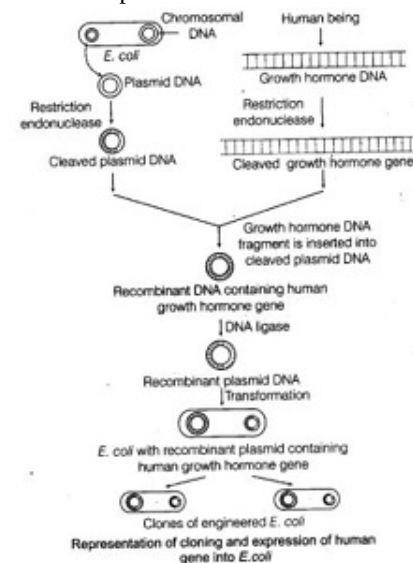 Chromosomal
DNA
Human being
E. coli
Plasmid DNA
Growth hormone DNA
Restriction
endonuclease
Restriction
endonuclease
Cleaved plasmid DNA
Cleaved growth hormone gene
Growth hormone DNA
fragment is inserted into
cleaved plasmid DNA
Recombinant DNA containing human
growth hormone gene
DNA ligase
Recombinant plasmid DNA
Transformation
E. coli with recombinant plasmid containing
human growth hormone gene
Clones of engineered E. coli
Representation of cloning and expression of human
gene into E.coli